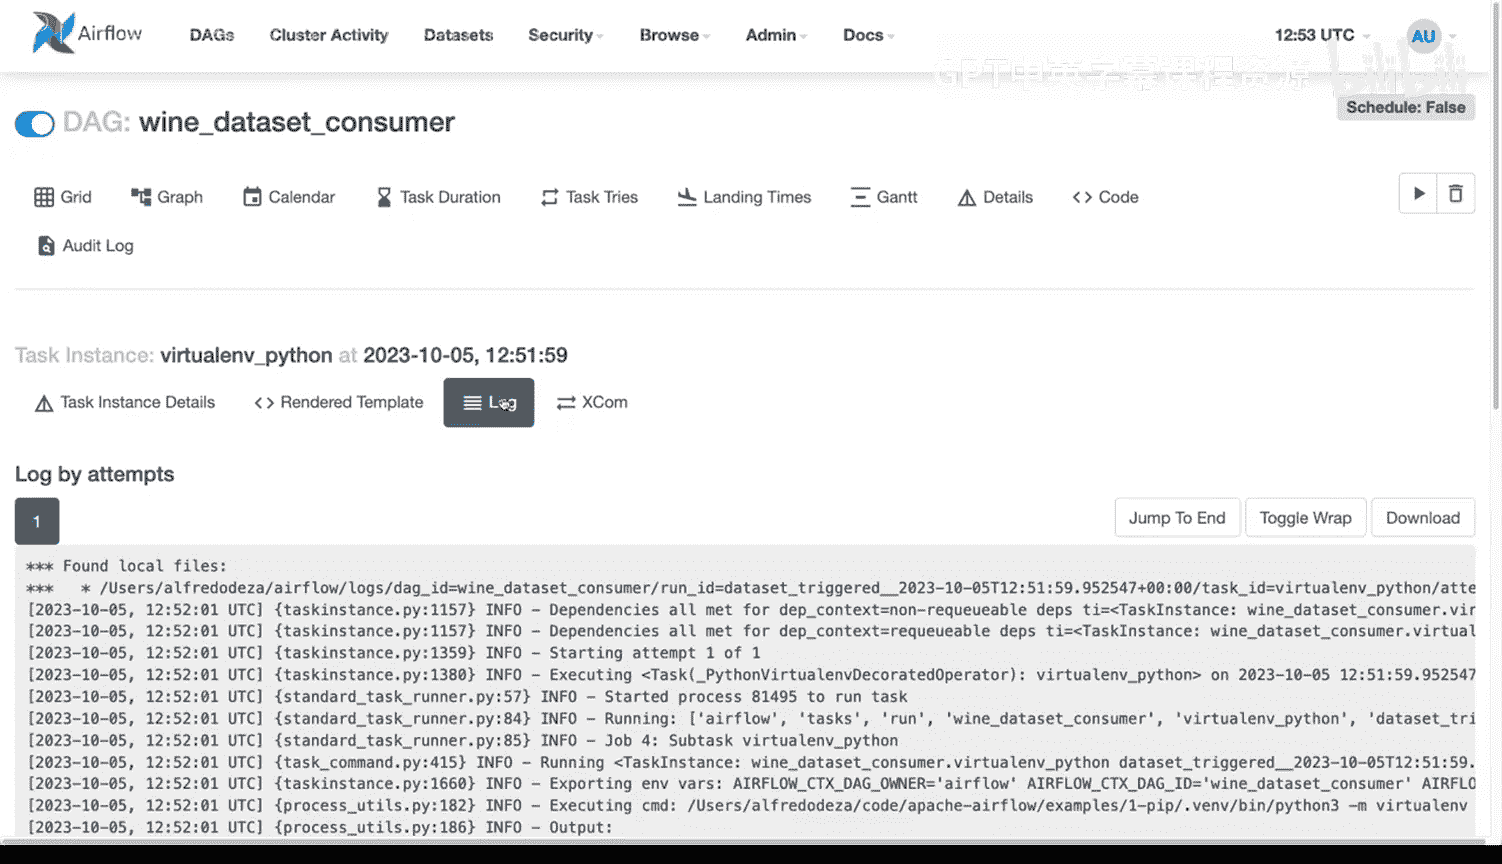 Airflow DAGs Cluster Activity Datasets Security Browse Admin Docs 12:53 UTC AU
GPT中英字幕课程资源 bilibili
DAG: wine_dataset_consumer Schedule: False
Grid Graph Calendar Task Duration Task Tries Landing Times Gantt Details <> Code
Audit Log
Task Instance: virtualenv_python at 2023-10-05, 12:51:59
Task Instance Details <> Rendered Template Log XCom
Log by attempts
1 Jump To End Toggle Wrap Download
*** Found local files:
***   * /Users/alfredodeza/airflow/logs/dag_id=wine_dataset_consumer/run_id=dataset_triggered__2023-10-05T12:51:59.952547+00:00/task_id=virtualenv_python/atte
[2023-10-05, 12:52:01 UTC] {taskinstance.py:1157} INFO - Dependencies all met for dep_context=non-requeueable deps ti=<TaskInstance: wine_dataset_consumer.vir
[2023-10-05, 12:52:01 UTC] {taskinstance.py:1157} INFO - Dependencies all met for dep_context=requeueable deps ti=<TaskInstance: wine_dataset_consumer.virtual
[2023-10-05, 12:52:01 UTC] {taskinstance.py:1359} INFO - Starting attempt 1 of 1
[2023-10-05, 12:52:01 UTC] {taskinstance.py:1380} INFO - Executing <Task(_PythonVirtualenvDecoratedOperator): virtualenv_python> on 2023-10-05 12:51:59.952547
[2023-10-05, 12:52:01 UTC] {standard_task_runner.py:57} INFO - Started process 81495 to run task
[2023-10-05, 12:52:01 UTC] {standard_task_runner.py:84} INFO - Running: ['airflow', 'tasks', 'run', 'wine_dataset_consumer', 'virtualenv_python', 'dataset_tri
[2023-10-05, 12:52:01 UTC] {standard_task_runner.py:85} INFO - Job 4: Subtask virtualenv_python
[2023-10-05, 12:52:01 UTC] {task_command.py:415} INFO - Running <TaskInstance: wine_dataset_consumer.virtualenv_python dataset_triggered__2023-10-05T12:51:59.
[2023-10-05, 12:52:01 UTC] {taskinstance.py:1660} INFO - Exporting env vars: AIRFLOW_CTX_DAG_OWNER='airflow' AIRFLOW_CTX_DAG_ID='wine_dataset_consumer' AIRFLO
[2023-10-05, 12:52:01 UTC] {process_utils.py:182} INFO - Executing cmd: /Users/alfredodeza/code/apache-airflow/examples/1-pip/.venv/bin/python3 -m virtualenv
[2023-10-05, 12:52:01 UTC] {process_utils.py:186} INFO - Output: